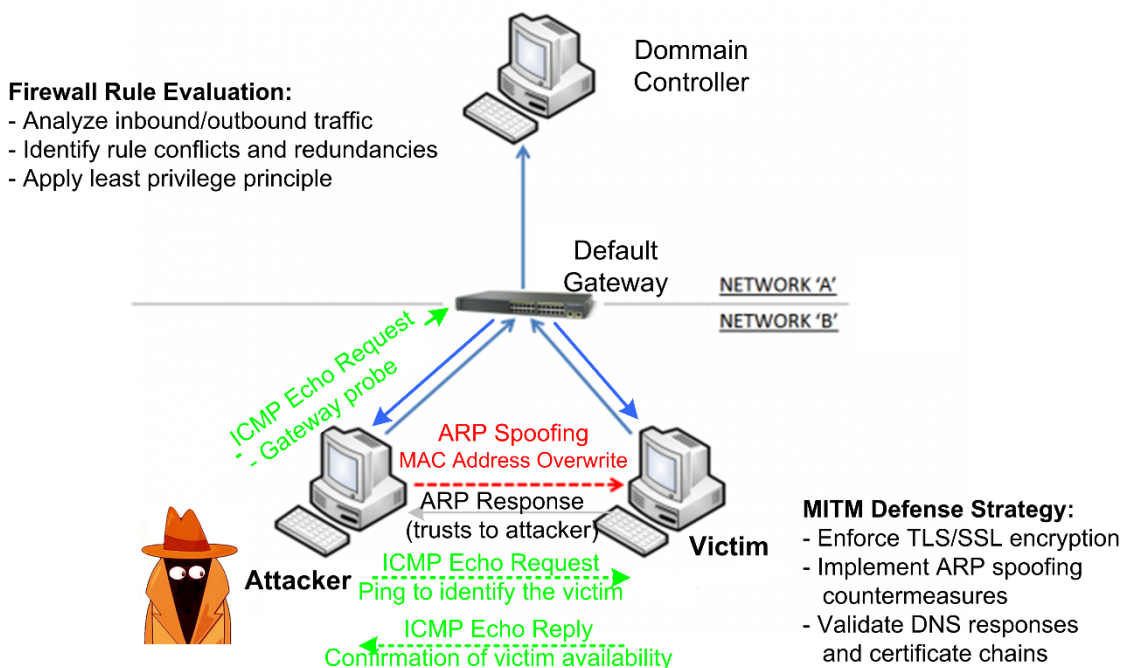 Dommain
Controller
Firewall Rule Evaluation:
- Analyze inbound/outbound traffic
- Identify rule conflicts and redundancies
- Apply least privilege principle
Default
Gateway
NETWORK 'A'
NETWORK 'B'
ICMP Echo Request
- Gateway probe
ARP Spoofing
MAC Address Overwrite
ARP Response
(trusts to attacker)
Attacker
Victim
ICMP Echo Request
Ping to identify the victim
ICMP Echo Reply
Confirmation of victim availability
MITM Defense Strategy:
- Enforce TLS/SSL encryption
- Implement ARP spoofing
countermeasures
- Validate DNS responses
and certificate chains